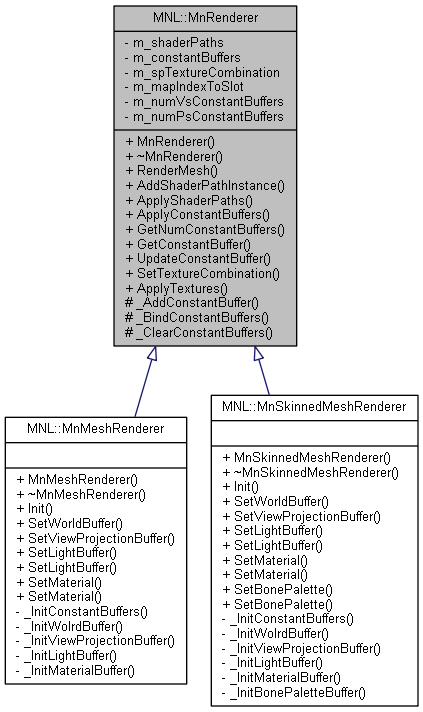 MNL::MnRenderer
- m_shaderPaths
- m_constantBuffers
- m_spTextureCombination
- m_mapIndexToSlot
- m_numVsConstantBuffers
- m_numPsConstantBuffers
+ MnRenderer()
+ ~MnRenderer()
+ RenderMesh()
+ AddShaderPathInstance()
+ ApplyShaderPaths()
+ ApplyConstantBuffers()
+ GetNumConstantBuffers()
+ GetConstantBuffer()
+ UpdateConstantBuffer()
+ SetTextureCombination()
+ ApplyTextures()
# _AddConstantBuffer()
# _BindConstantBuffers()
# _ClearConstantBuffers()
MNL::MnMeshRenderer
+ MnMeshRenderer()
+ ~MnMeshRenderer()
+ Init()
+ SetWorldBuffer()
+ SetViewProjectionBuffer()
+ SetLightBuffer()
+ SetLightBuffer()
+ SetMaterial()
+ SetMaterial()
- _InitConstantBuffers()
- _InitWolrdBuffer()
- _InitViewProjectionBuffer()
- _InitLightBuffer()
- _InitMaterialBuffer()
MNL::MnSkinnedMeshRenderer
+ MnSkinnedMeshRenderer()
+ ~MnSkinnedMeshRenderer()
+ Init()
+ SetWorldBuffer()
+ SetViewProjectionBuffer()
+ SetLightBuffer()
+ SetLightBuffer()
+ SetMaterial()
+ SetMaterial()
+ SetBonePalette()
+ SetBonePalette()
- _InitConstantBuffers()
- _InitWolrdBuffer()
- _InitViewProjectionBuffer()
- _InitLightBuffer()
- _InitMaterialBuffer()
- _InitBonePaletteBuffer()